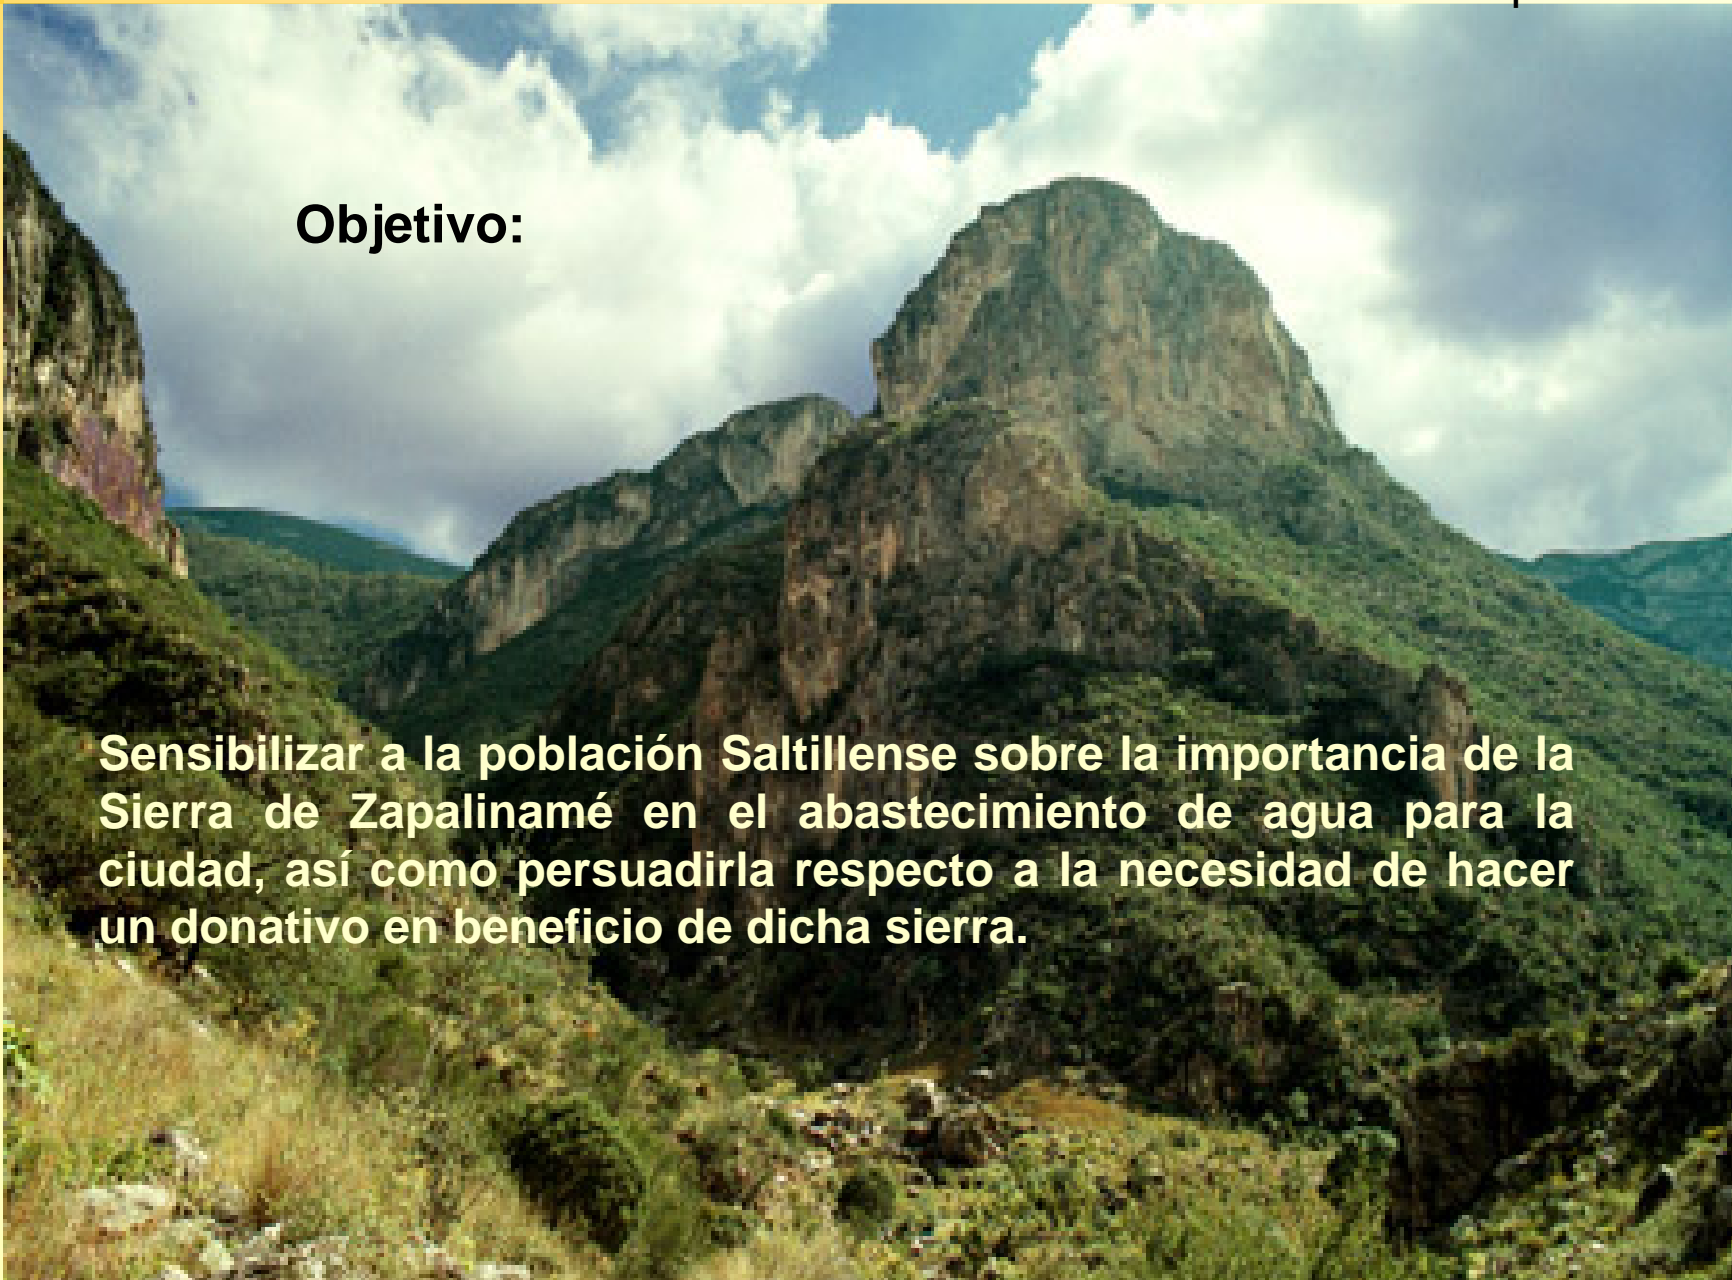 Objetivo:
Sensibilizar a la población Saltillense sobre la importancia de la
Sierra de Zapalinamé en el abastecimiento de agua para la
ciudad, así como persuadirla respecto a la necesidad de hacer
un donativo en beneficio de dicha sierra.